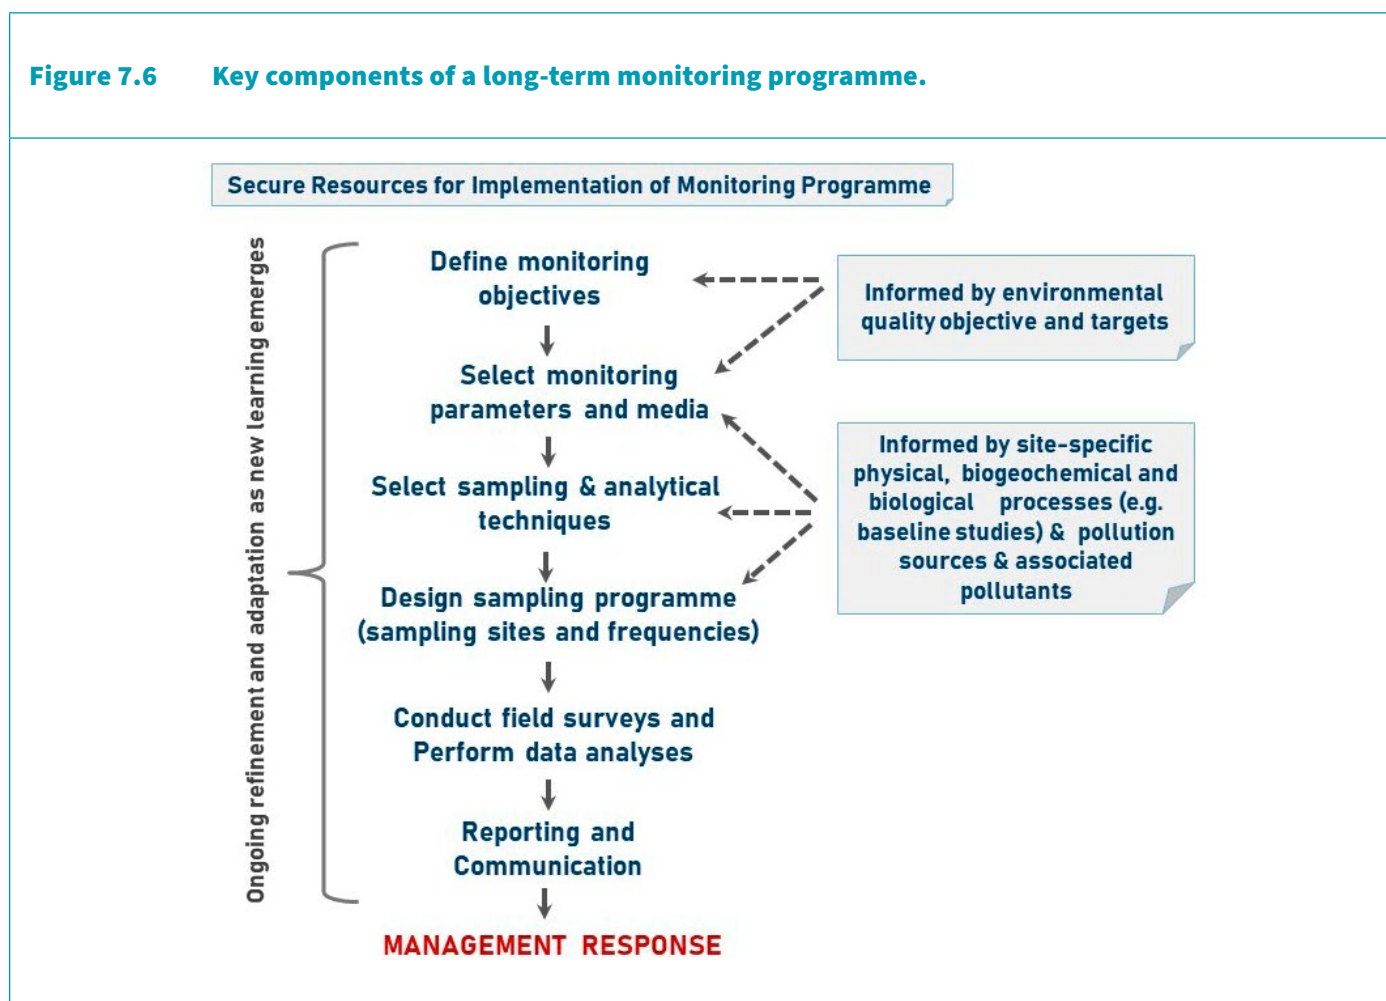 Figure 7.6 Key components of a long-term monitoring programme.
Secure Resources for Implementation of Monitoring Programme
Ongoing refinement and adaptation as new learning emerges
Define monitoring
objectives
Informed by environmental
quality objective and targets
Select monitoring
parameters and media
Informed by site-specific
physical, biogeochemical and
biological processes (e.g.
baseline studies) & pollution
sources & associated
pollutants
Select sampling & analytical
techniques
Design sampling programme
(sampling sites and frequencies)
Conduct field surveys and
Perform data analyses
Reporting and
Communication
MANAGEMENT RESPONSE